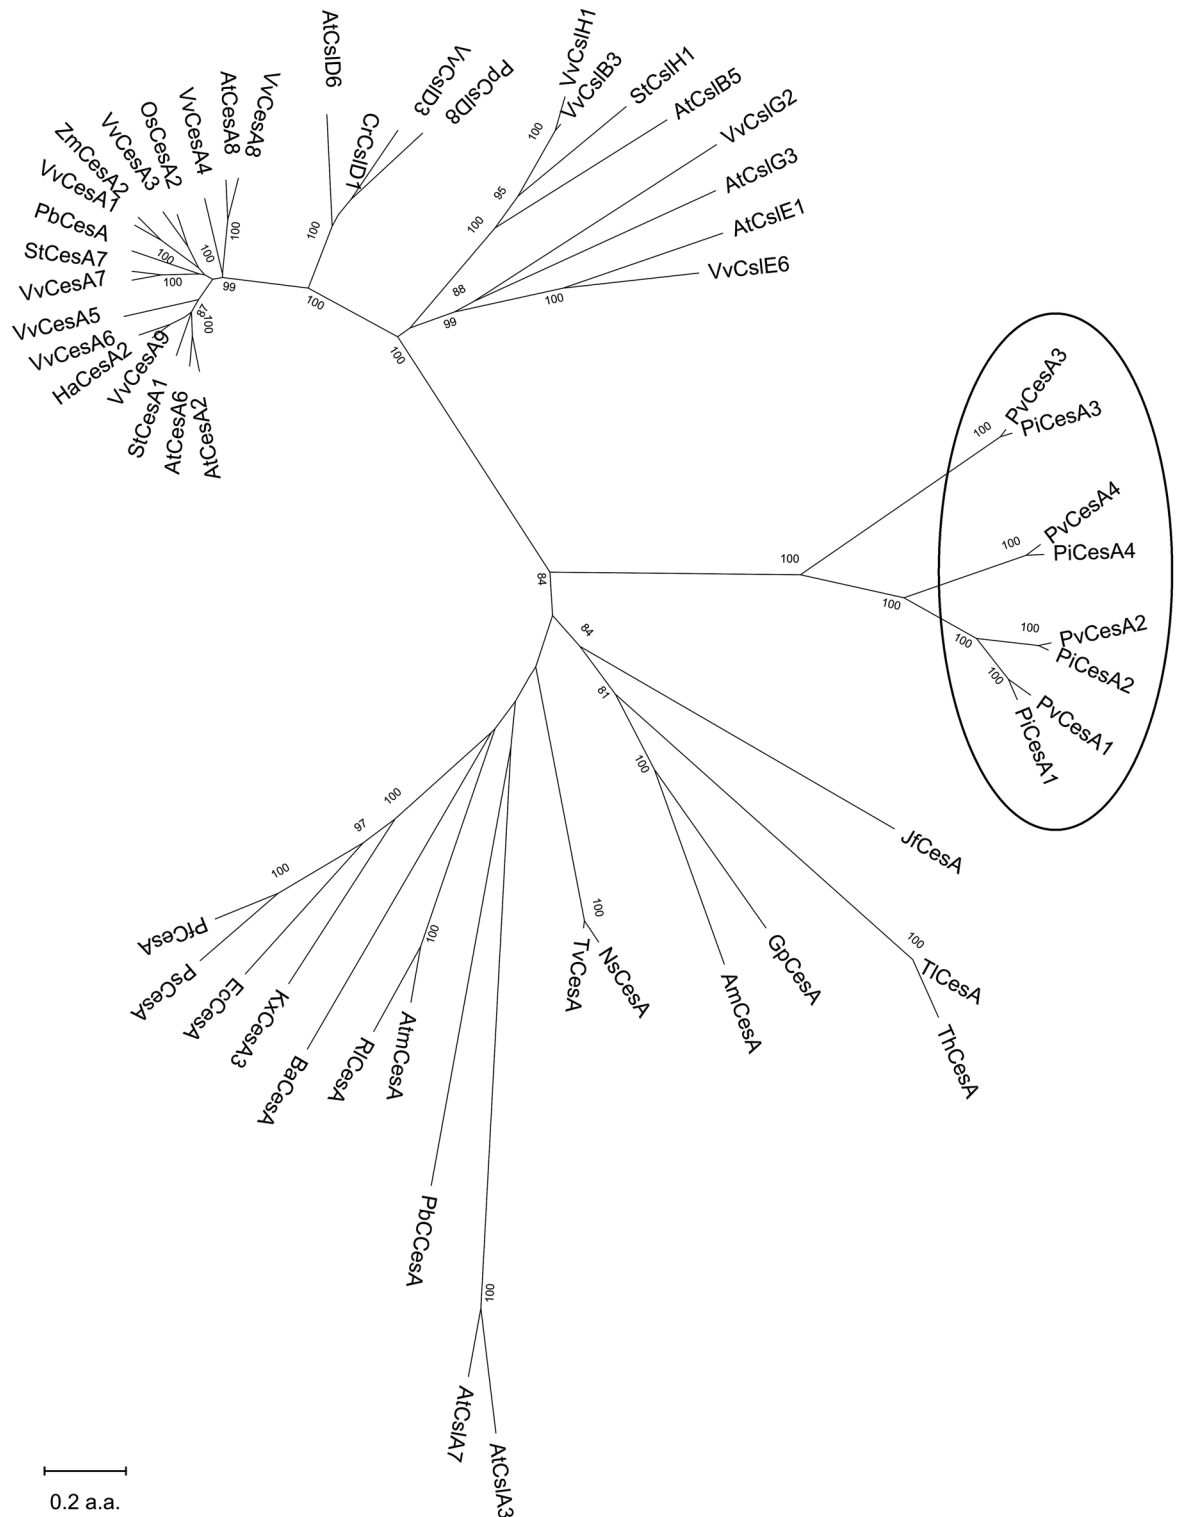 AtCslD6
CrCslD1
VvCslD3
PpCslD8
VvCslH1
VvCslB3
StCslH1
AtCslB5
VvCslG2
AtCslG3
AtCslE1
VvCslE6
VvCesA8
AtCesA8
VvCesA4
OsCesA2
VvCesA3
ZmCesA2
VvCesA1
PbCesA
StCesA7
VvCesA7
VvCesA5
VvCesA6
HaCesA2
VvCesA9
StCesA1
AtCesA6
AtCesA2
100
100
100
100
99
87
100
100
100
100
100
95
100
88
99
100
84
100
100
100
100
100
100
100
PvCesA3
PiCesA3
PvCesA4
PiCesA4
PvCesA2
PiCesA2
PvCesA1
PiCesA1
84
81
100
100
JfCesA
TlCesA
ThCesA
GpCesA
AmCesA
100
NsCesA
TvCesA
100
97
100
100
PfCesA
PsCesA
EcCesA
KxCesA3
BaCesA
RlCesA
AtmCesA
PbCCesA
100
AtCslA7
AtCslA3
0.2 a.a.